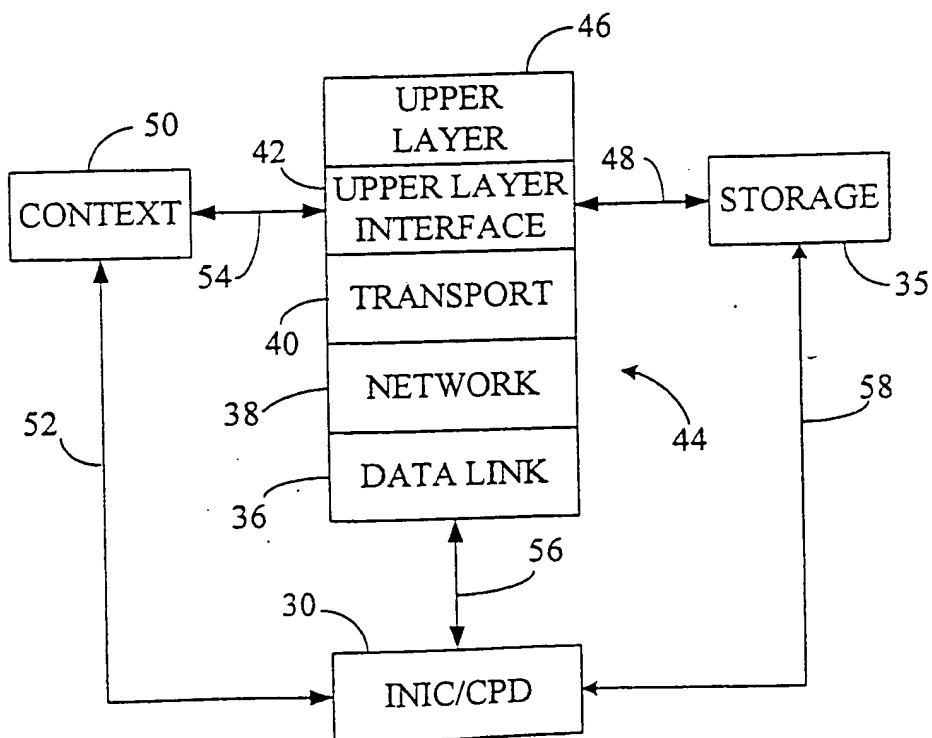 46
UPPER
LAYER
50
42
48
CONTEXT
UPPER LAYER
INTERFACE
STORAGE
54
35
TRANSPORT
40
NETWORK
38
58
52
44
DATA LINK
36
56
30
INIC/CPD